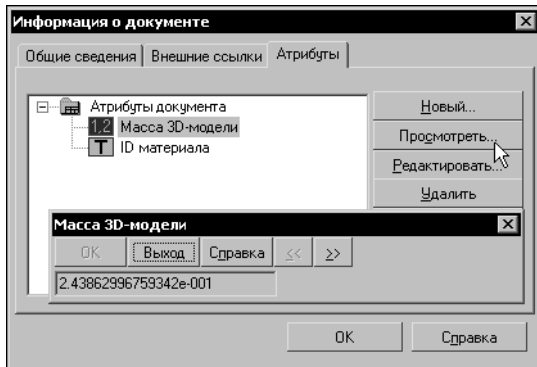 Информация о документе
Общие сведения Внешние ссылки Атрибуты
Атрибуты документа
1,2 Масса 3D-модели
T ID материала
Новый...
Просмотреть...
Редактировать...
Удалить
Масса 3D-модели
OK Выход Справка << >>
2.43862996759342e-001
OK Справка